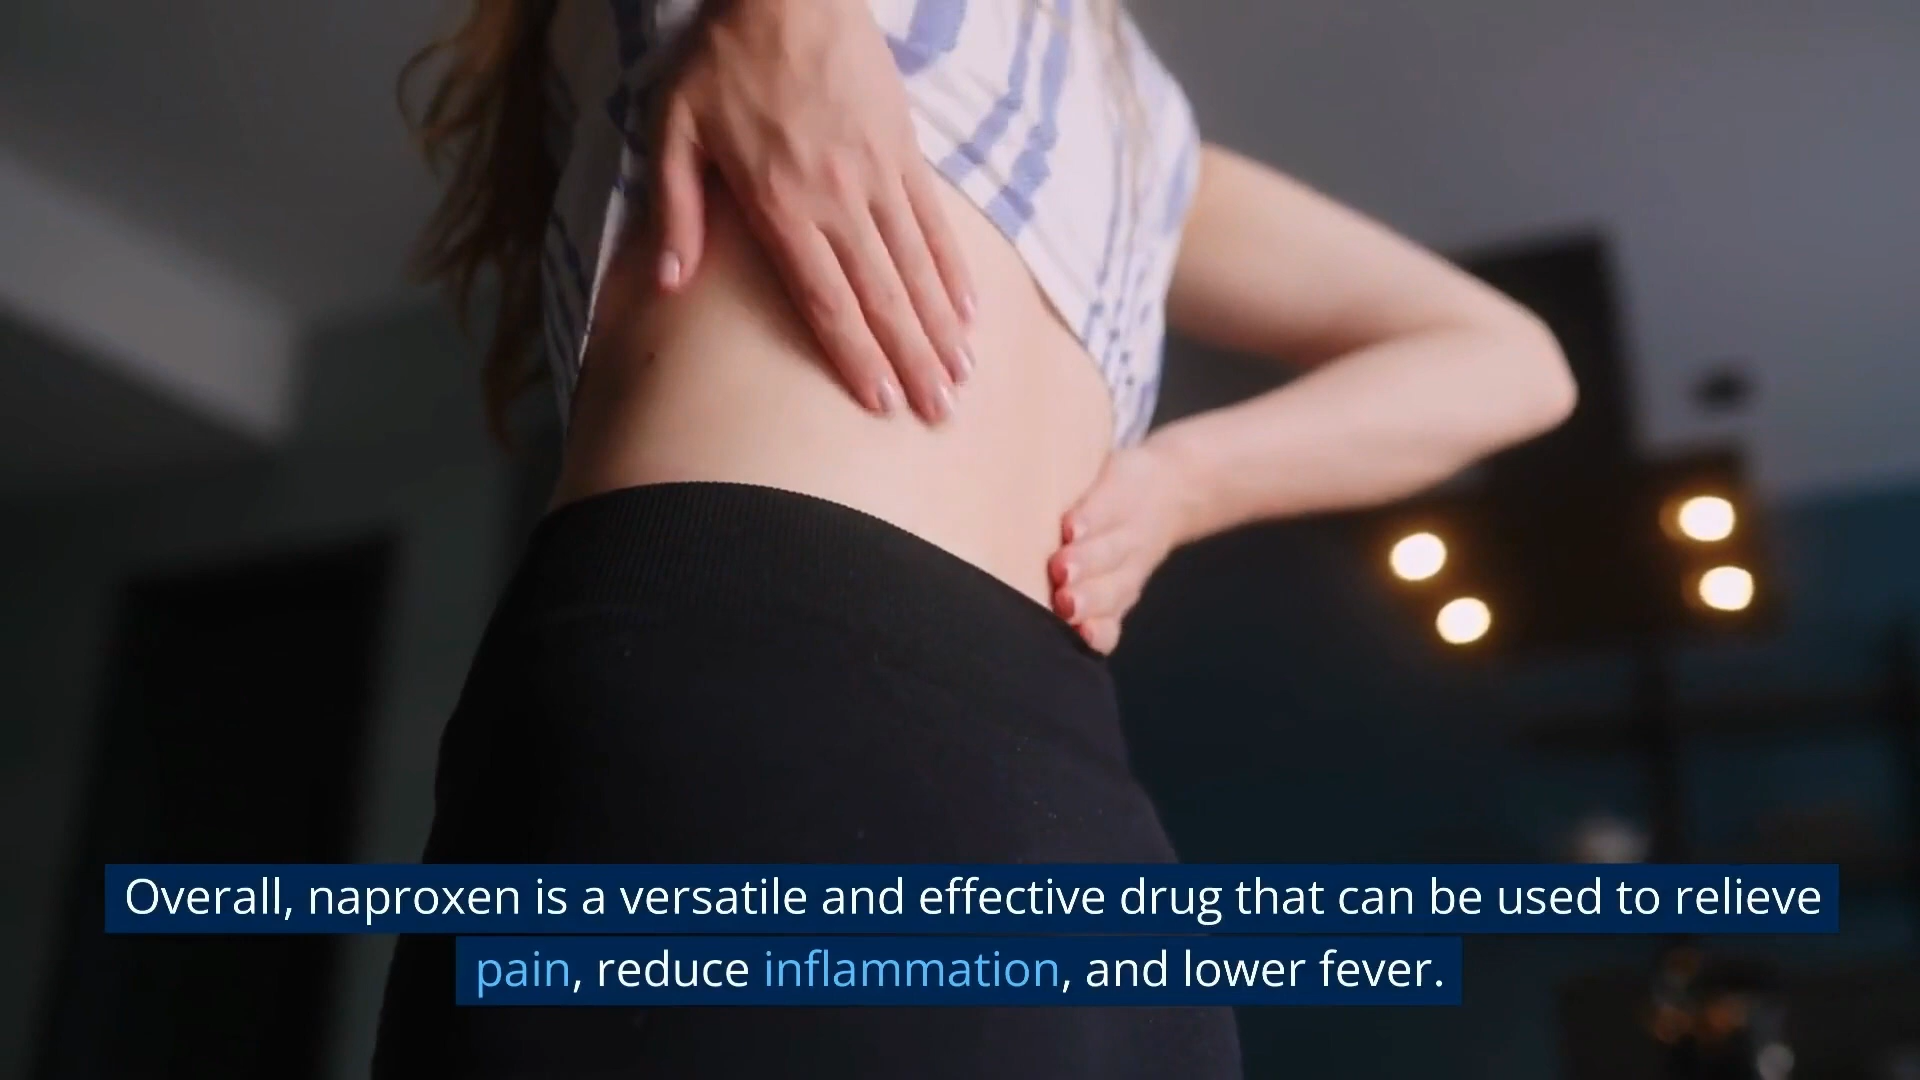 Overall, naproxen is a versatile and effective drug that can be used to relieve
pain, reduce inflammation, and lower fever.